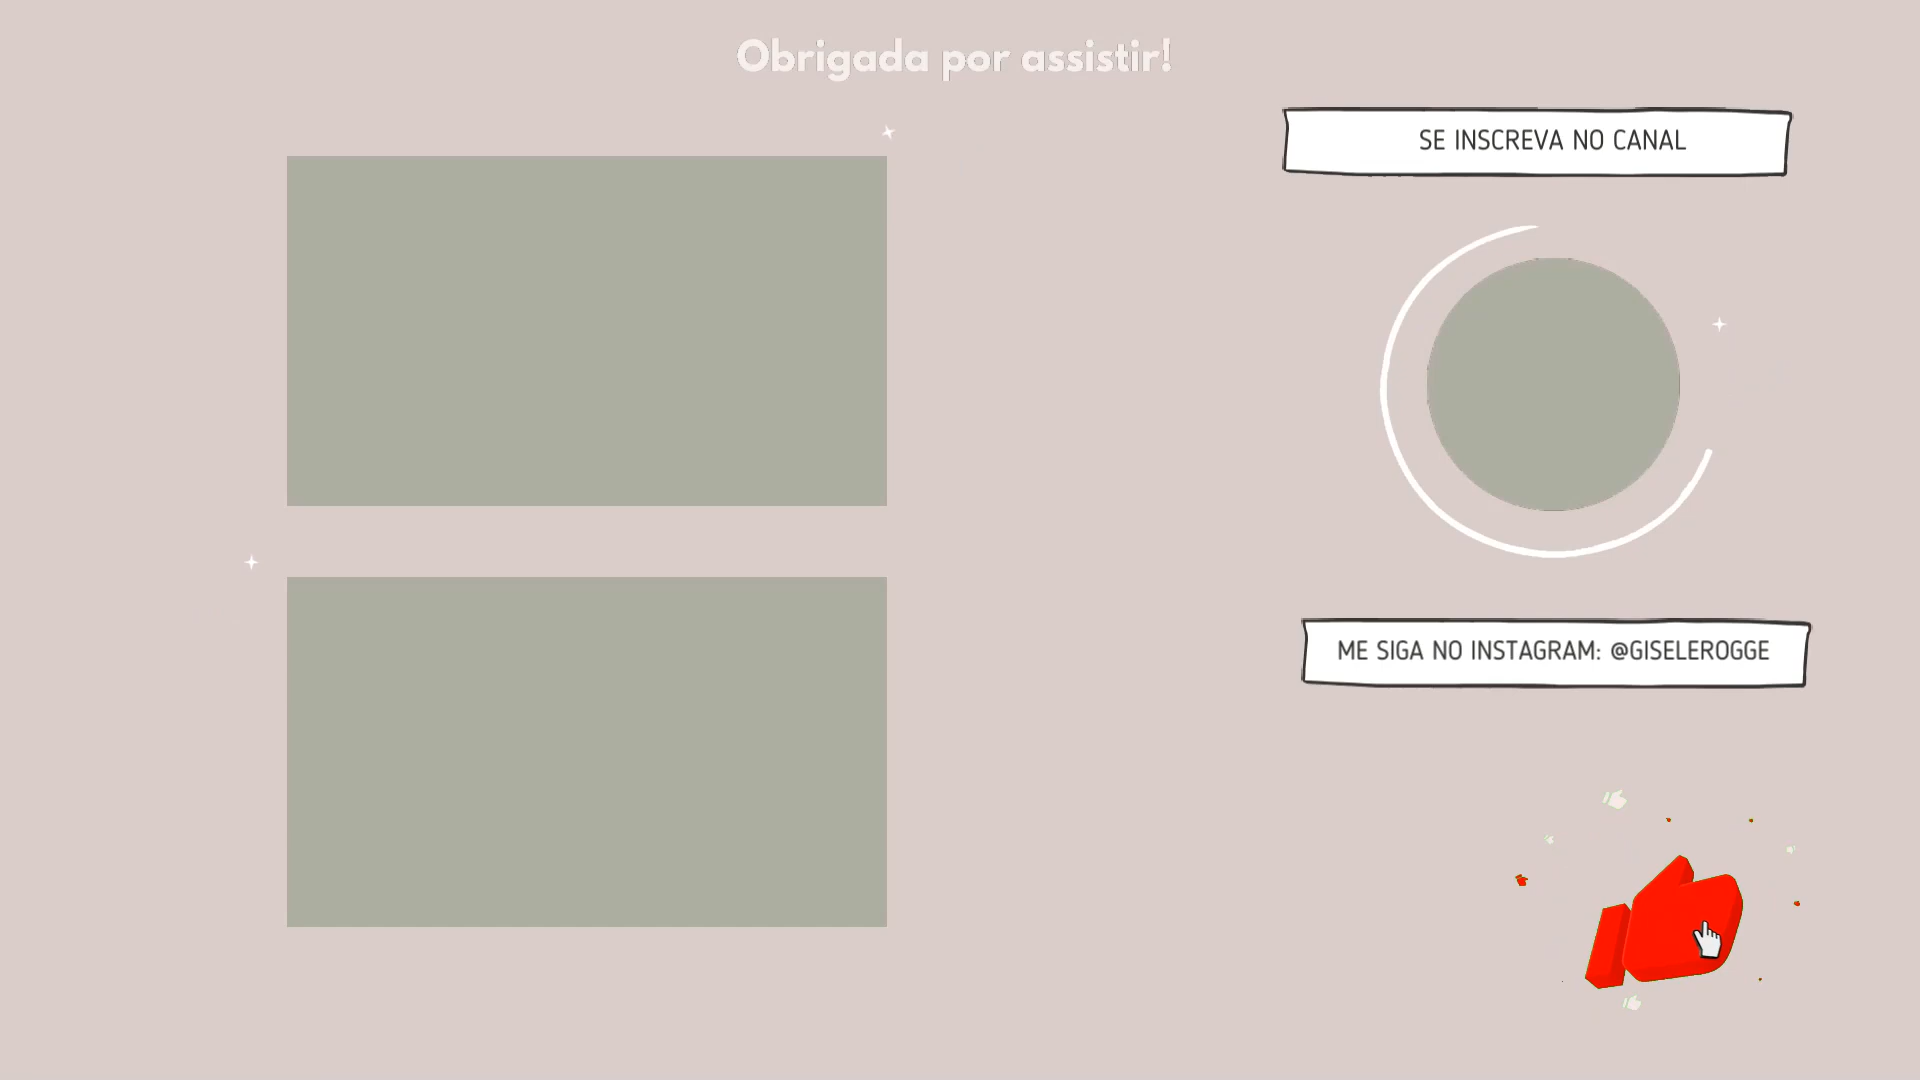 Obrigada por assistir!
SE INSCREVA NO CANAL
ME SIGA NO INSTAGRAM: @GISELEROGGE